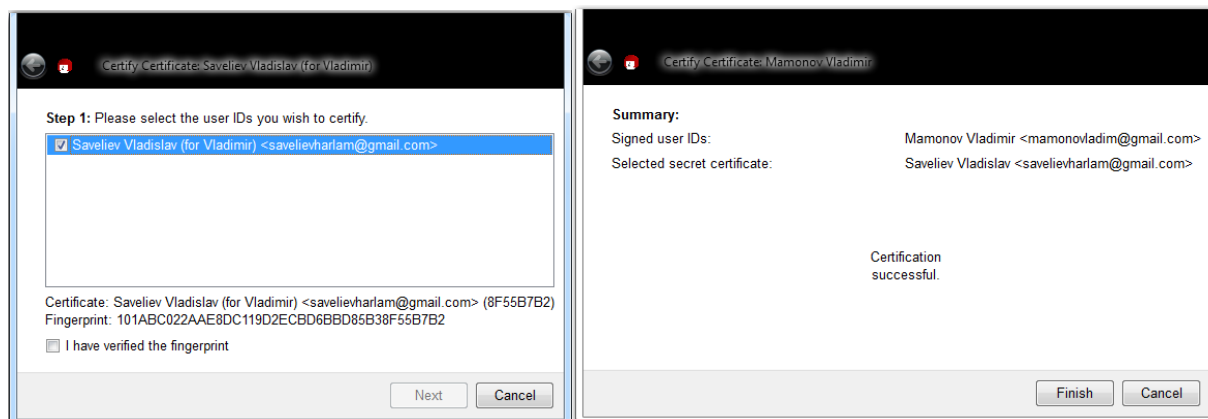 Certify Certificate: Saveliev Vladislav (for Vladimir)
Step 1: Please select the user IDs you wish to certify.
Saveliev Vladislav (for Vladimir) <savelievharlam@gmail.com>
Certificate: Saveliev Vladislav (for Vladimir) <savelievharlam@gmail.com> (8F55B7B2)
Fingerprint: 101ABC022AAE8DC119D2ECBD6BBD85B38F55B7B2
I have verified the fingerprint
Next
Cancel
Certify Certificate: Mamonov Vladimir
Summary:
Signed user IDs: Mamonov Vladimir <mamonovladim@gmail.com>
Selected secret certificate: Saveliev Vladislav <savelievharlam@gmail.com>
Certification
successful.
Finish
Cancel